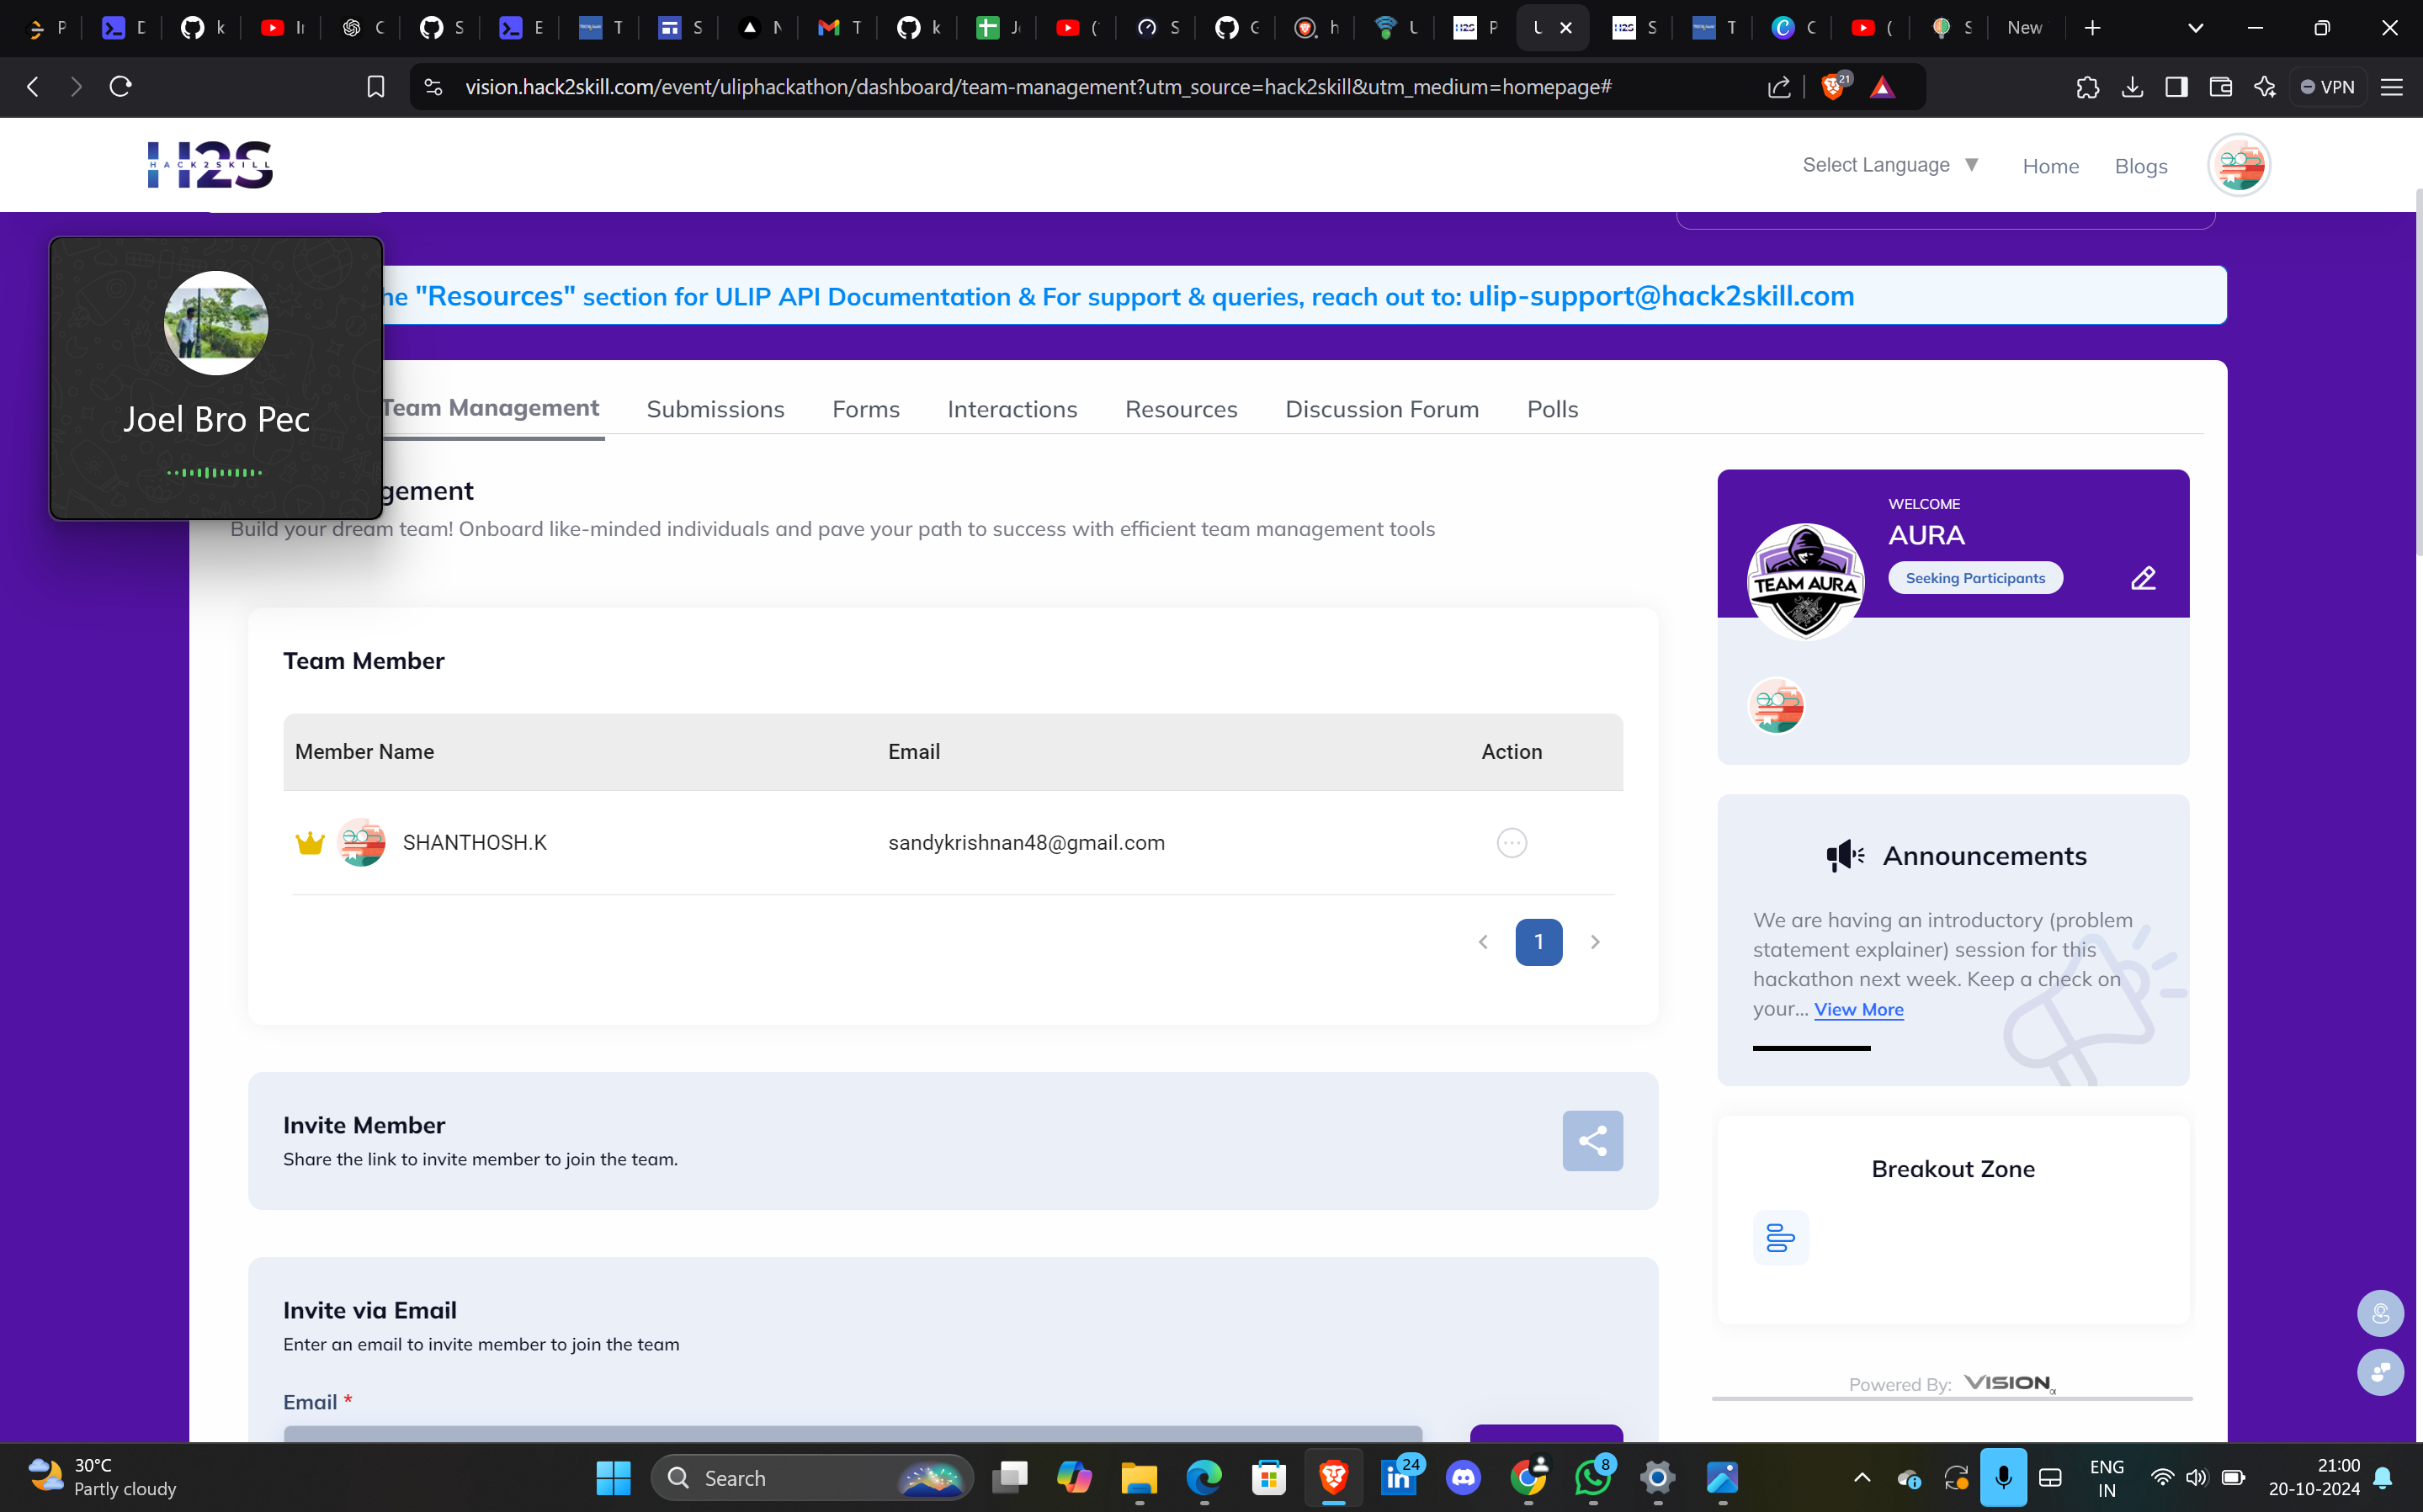 P
D
k
I
C
S
E
T
S
N
T
k
J
(
S
G
h
U
P
U
S
T
C
(
S
New
vision.hack2skill.com/event/uliphackathon/dashboard/team-management?utm_source=hack2skill&utm_medium=homepage#
21
VPN
H2S
HACK2SKILL
Select Language ▼
Home
Blogs
he "Resources" section for ULIP API Documentation & For support & queries, reach out to: ulip-support@hack2skill.com
Joel Bro Pec
Team Management
Submissions
Forms
Interactions
Resources
Discussion Forum
Polls
gement
Build your dream team! Onboard like-minded individuals and pave your path to success with efficient team management tools
WELCOME
AURA
Seeking Participants
TEAM AURA
Team Member
Member Name
Email
Action
SHANTHOSH.K
sandykrishnan48@gmail.com
1
Announcements
We are having an introductory (problem
statement explainer) session for this
hackathon next week. Keep a check on
your... View More
Invite Member
Share the link to invite member to join the team.
Breakout Zone
Invite via Email
Enter an email to invite member to join the team
Email *
Powered By: VISION α
30°C
Partly cloudy
Search
24
8
ENG
IN
21:00
20-10-2024